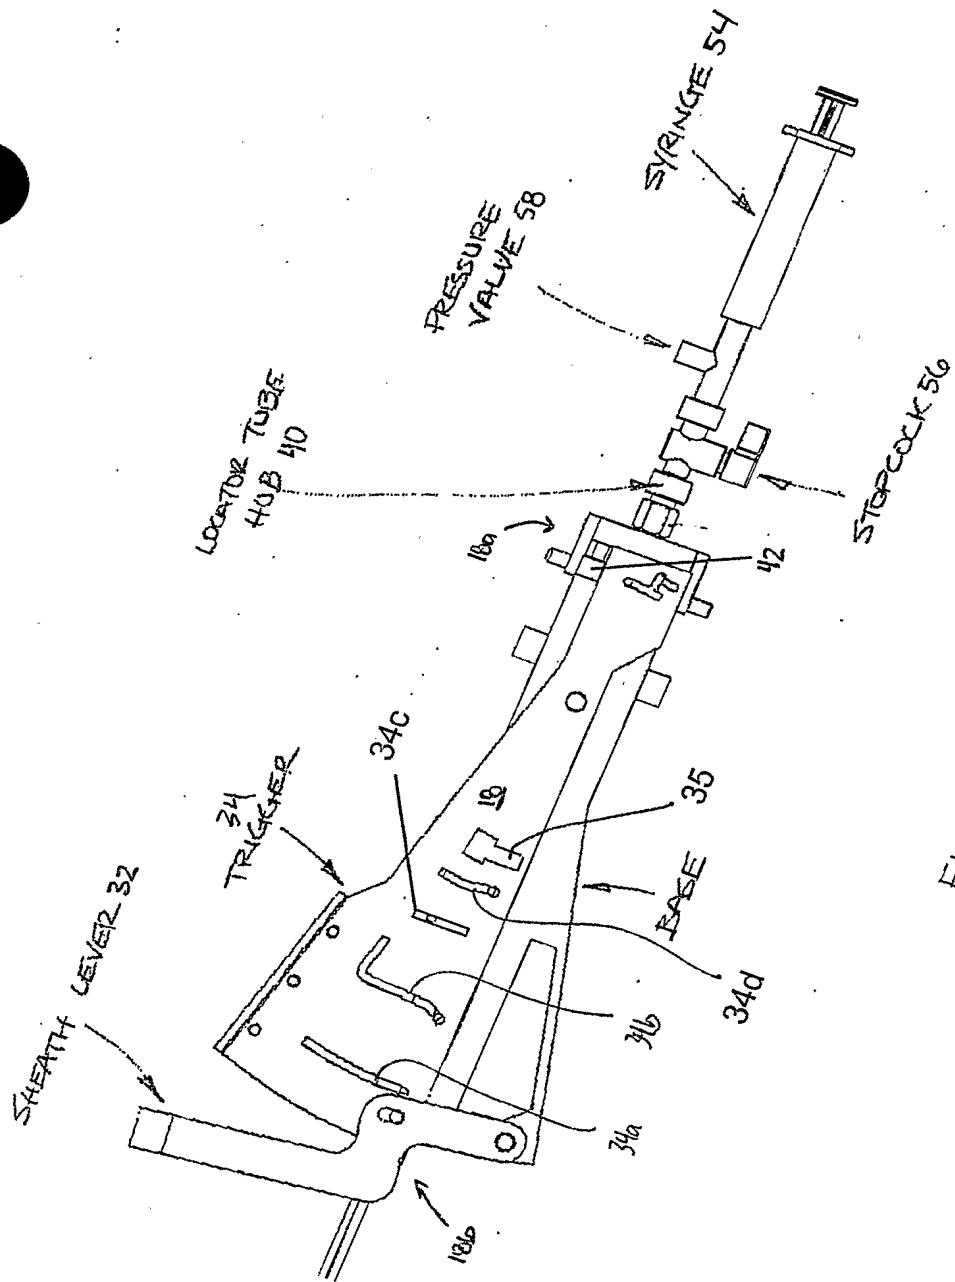 SYRINGE 54
PRESSURE
VALVE 58
LOCATOR TUBE
HUB 40
STOPCOCK 56
18a
42
34
TRIGGER
34c
18
35
SHEATH LEVER 32
BASE
34d
34b
34a
18b